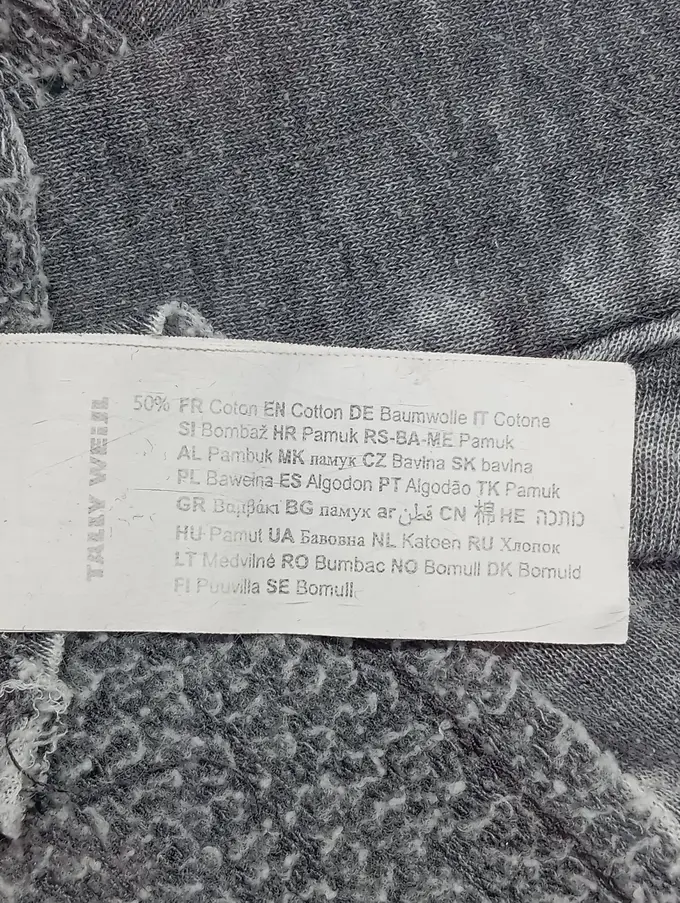 TALLY WEiJL
50% FR Coton EN Cotton DE Baumwolle IT Cotone
SI Bombaž HR Pamuk RS-BA-ME Pamuk
AL Pambuk MK памук CZ Bavlna SK bavlna
PL Bawełna ES Algodon PT Algodão TK Pamuk
GR Βαμβάκι BG памук ar قطن CN 棉 HE כותנה
HU Pamut UA Бавовна NL Katoen RU Хлопок
LT Medvilnė RO Bumbac NO Bomull DK Bomuld
FI Puuvilla SE Bomull